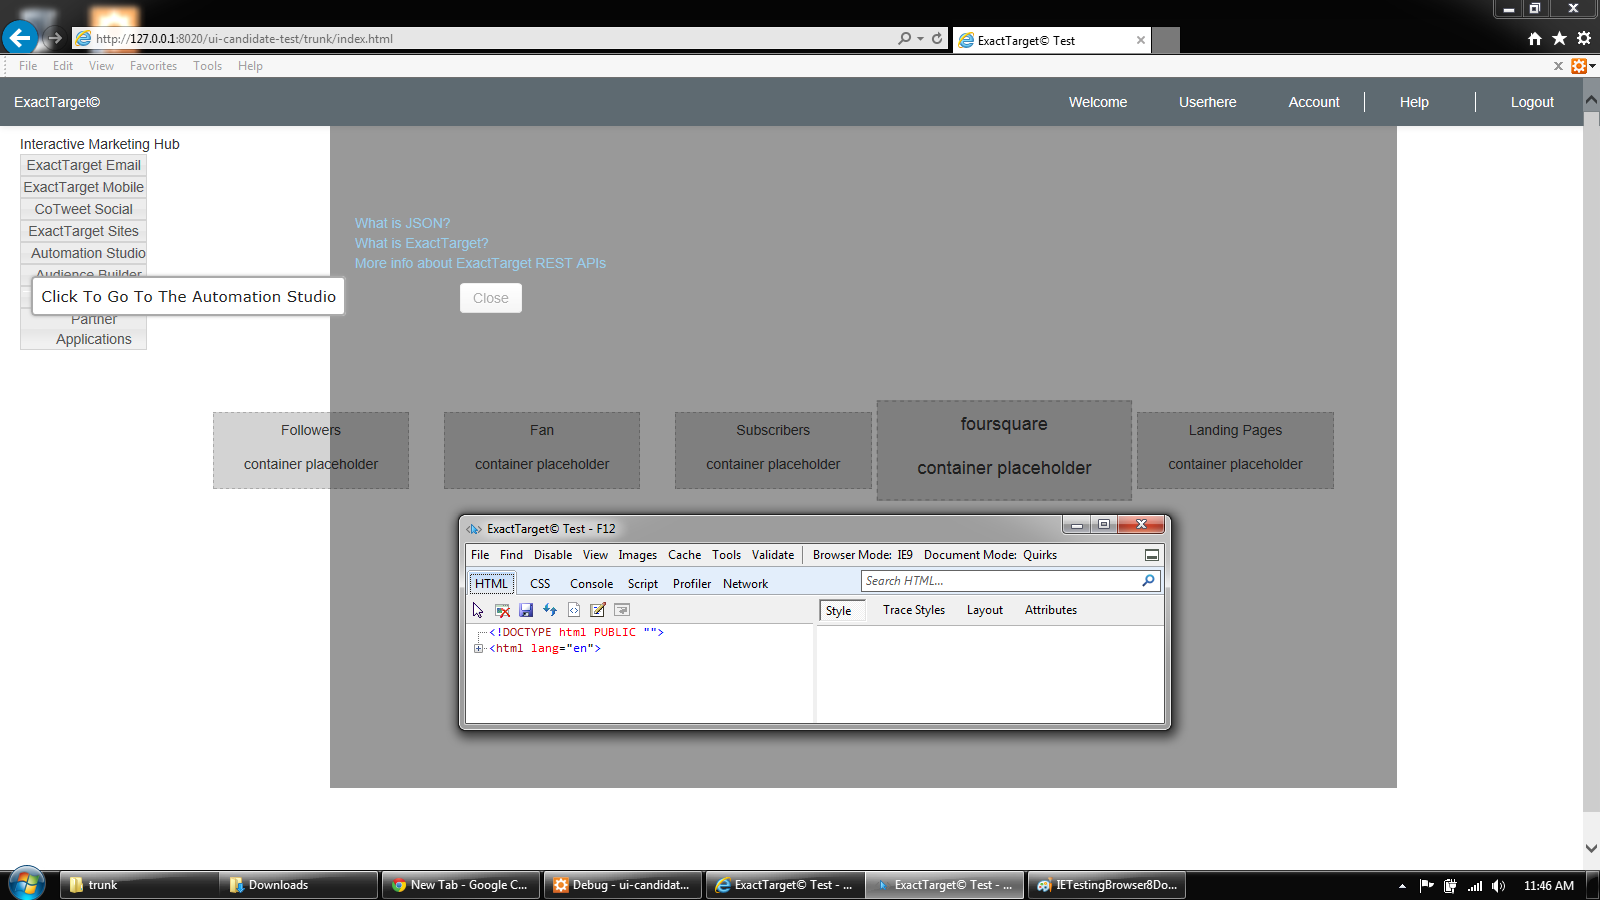 http://127.0.0.1:8020/ui-candidate-test/trunk/index.html
ExactTarget© Test
File Edit View Favorites Tools Help
ExactTarget© Welcome Userhere Account Help Logout
Interactive Marketing Hub
ExactTarget Email
ExactTarget Mobile
CoTweet Social
ExactTarget Sites
Automation Studio
Audience Builder
Click To Go To The Automation Studio
Partner
Applications
What is JSON?
What is ExactTarget?
More info about ExactTarget REST APIs
Close
Followers
container placeholder
Fan
container placeholder
Subscribers
container placeholder
foursquare
container placeholder
Landing Pages
container placeholder
ExactTarget© Test - F12
File Find Disable View Images Cache Tools Validate Browser Mode: IE9 Document Mode: Quirks
HTML CSS Console Script Profiler Network Search HTML...
Style Trace Styles Layout Attributes
<!DOCTYPE html PUBLIC "">
<html lang="en">
trunk Downloads New Tab - Google C... Debug - ui-candidat... ExactTarget© Test - ... ExactTarget© Test - ... IETestingBrowser8Do... 11:46 AM